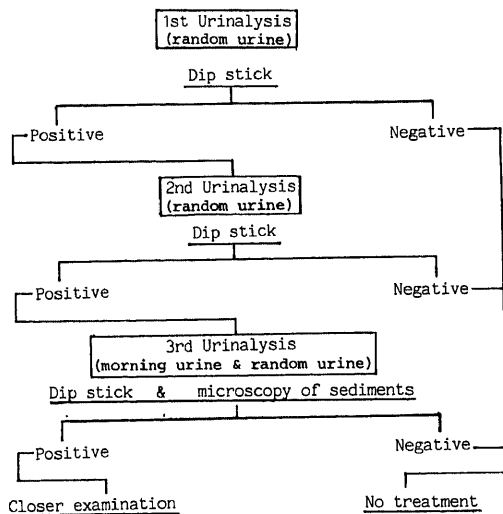 1st Urinalysis
(random urine)
Dip stick
Positive Negative
2nd Urinalysis
(random urine)
Dip stick
Positive Negative
3rd Urinalysis
(morning urine & random urine)
Dip stick & microscopy of sediments
Positive Negative
Closer examination No treatment